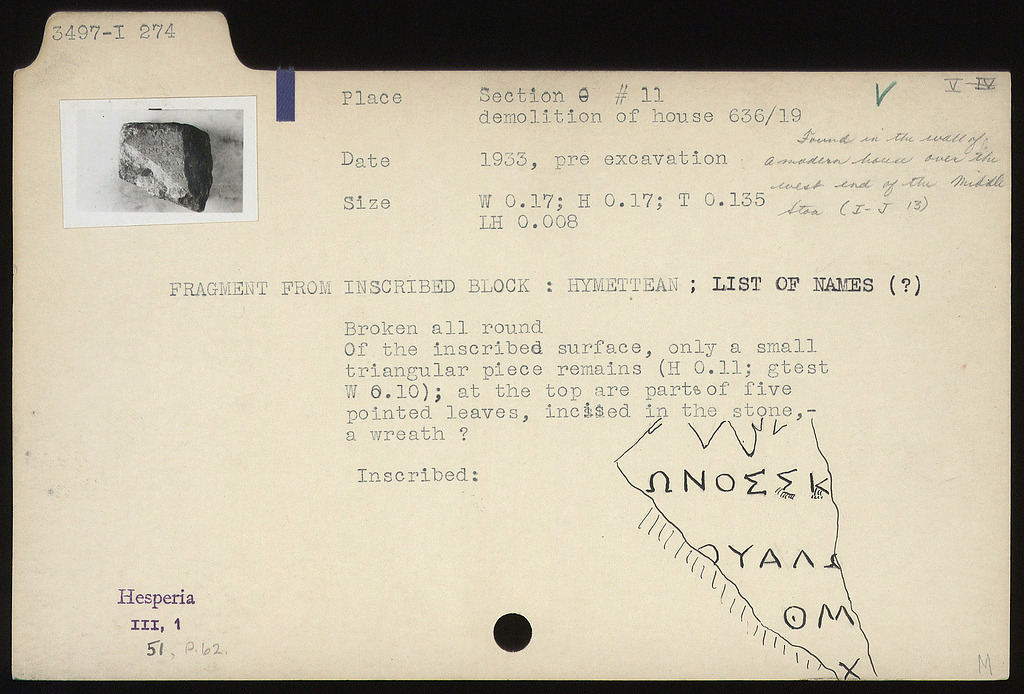 3497-I 274
V-IV
Place Section Θ # 11
demolition of house 636/19
Found in the wall of
a modern house over the
west end of the Middle
Stoa (I-J 13)
Date 1933, pre excavation
Size W 0.17; H 0.17; T 0.135
LH 0.008
FRAGMENT FROM INSCRIBED BLOCK : HYMETTEAN ; LIST OF NAMES (?)
Broken all round
Of the inscribed surface, only a small
triangular piece remains (H 0.11; gtest
W 0.10); at the top are parts of five
pointed leaves, incised in the stone,-
a wreath ?
Inscribed:
ΩΝΟΣΣΚ
ΟΥΑΛΩ
ΘΩ
Χ
Hesperia
III, 1
51, P.62.
M